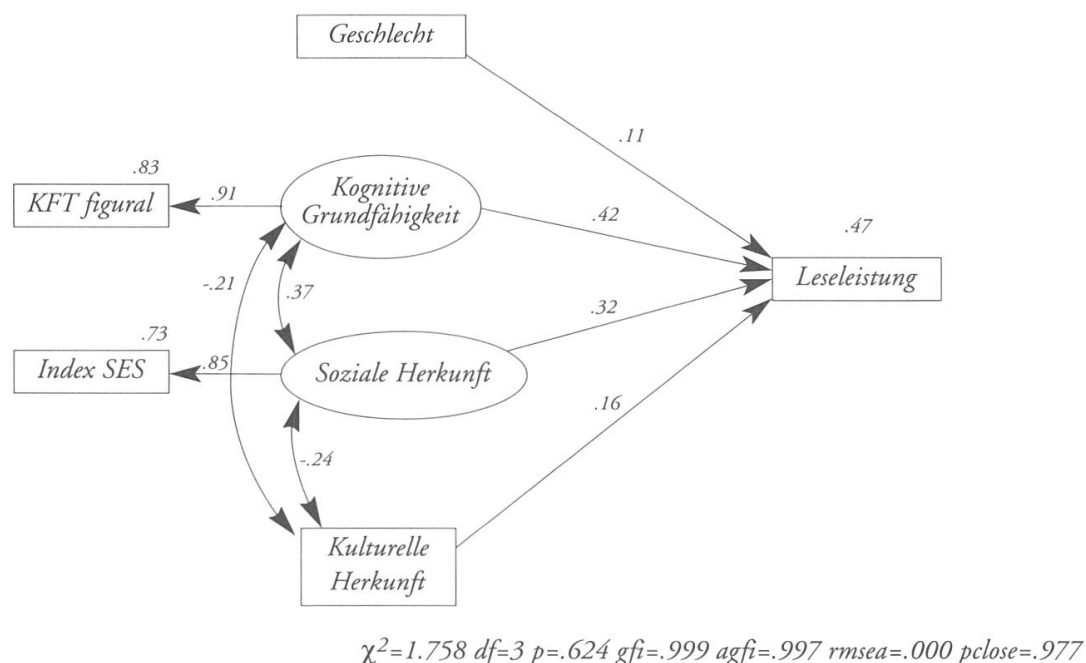 Geschlecht
.11
.83
KFT figural
.91
Kognitive
Grundfähigkeit
.42
.47
Leseleistung
-.21
.37
.32
.73
Index SES
.85
Soziale Herkunft
.16
-.24
Kulturelle
Herkunft
χ²=1.758 df=3 p=.624 gfi=.999 agfi=.997 rmsea=.000 pclose=.977